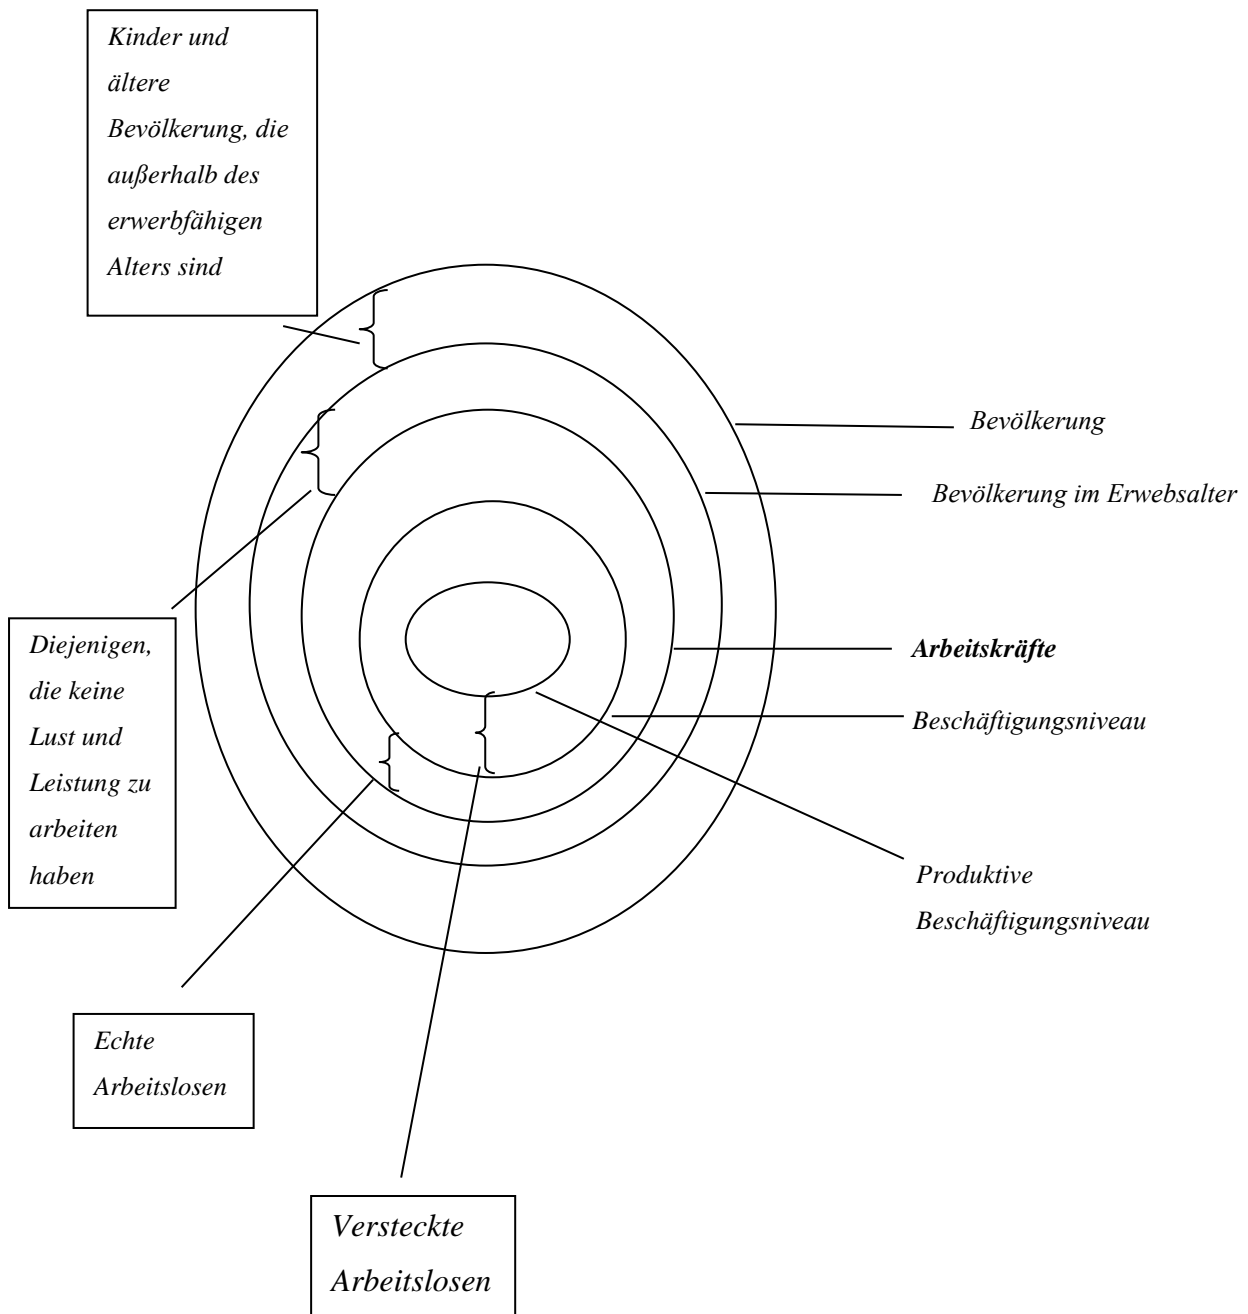 Kinder und
ältere
Bevölkerung, die
außerhalb des
erwerbfähigen
Alters sind
Bevölkerung
Bevölkerung im Erwebsalter
Diejenigen,
die keine
Lust und
Leistung zu
arbeiten
haben
Arbeitskräfte
Beschäftigungsniveau
Produktive
Beschäftigungsniveau
Echte
Arbeitslosen
Versteckte
Arbeitslosen